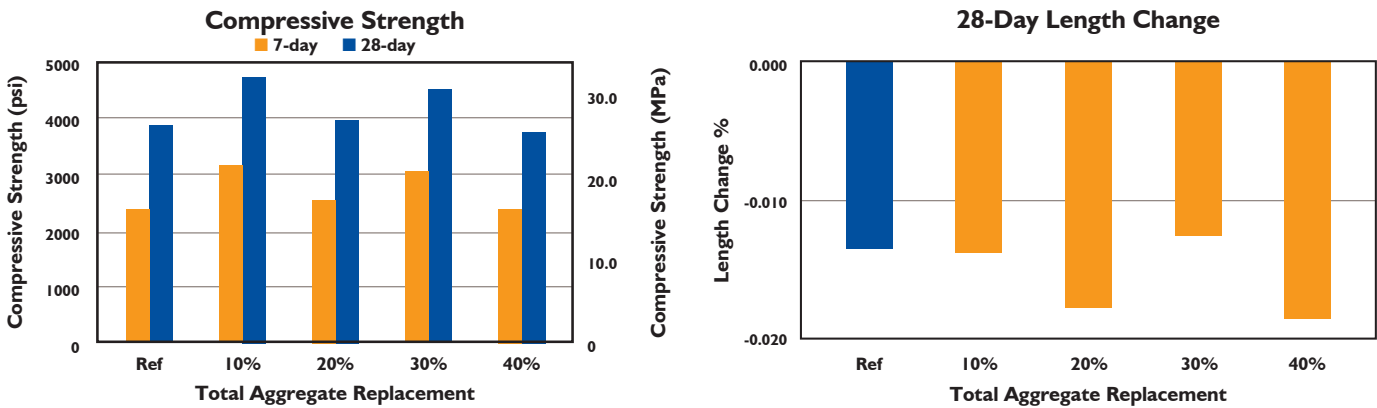 Compressive Strength
7-day 28-day
Compressive Strength (psi)
5000
4000
3000
2000
1000
0
30.0
20.0
10.0
0
Compressive Strength (MPa)
Ref 10% 20% 30% 40%
Total Aggregate Replacement
28-Day Length Change
Length Change %
0.000
-0.010
-0.020
Ref 10% 20% 30% 40%
Total Aggregate Replacement